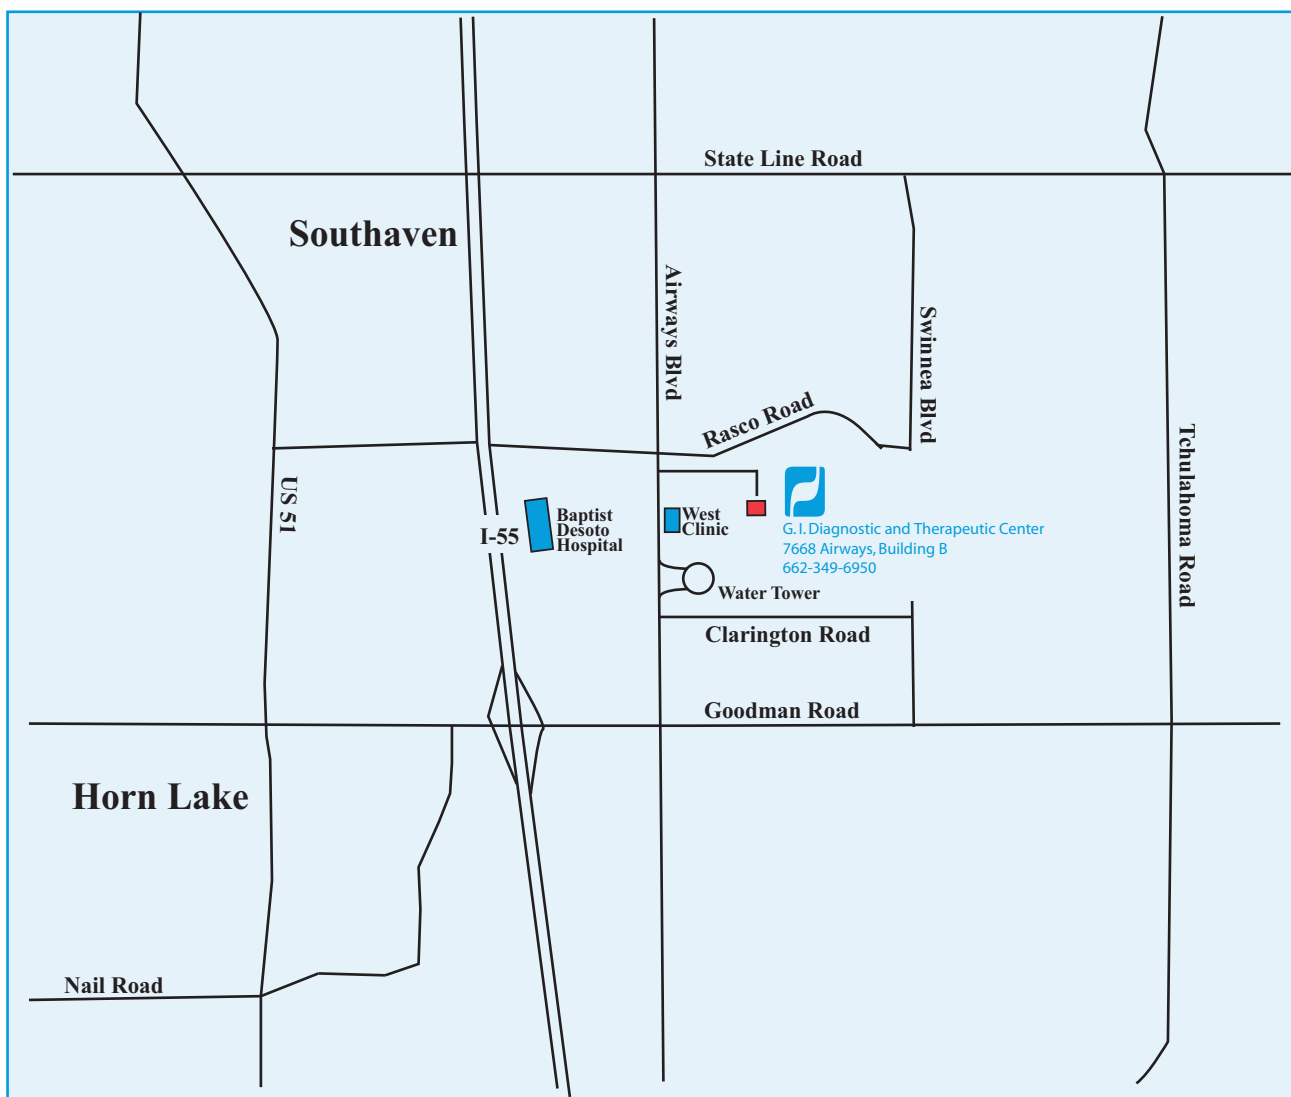 State Line Road
Southaven
Airways Blvd
Swinnea Blvd
Rasco Road
Tchulahoma Road
US 51
I-55
Baptist
Desoto
Hospital
West
Clinic
G. I. Diagnostic and Therapeutic Center
7668 Airways, Building B
662-349-6950
Water Tower
Clarington Road
Goodman Road
Horn Lake
Nail Road